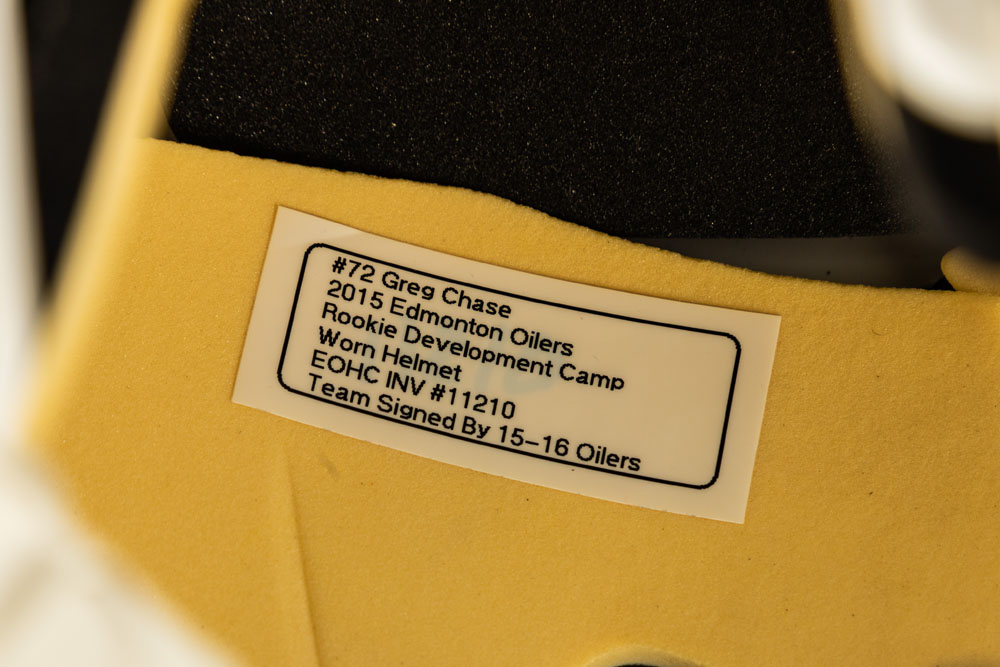 #72 Greg Chase
2015 Edmonton Oilers
Rookie Development Camp
Worn Helmet
EOHC INV #11210
Team Signed By 15-16 Oilers